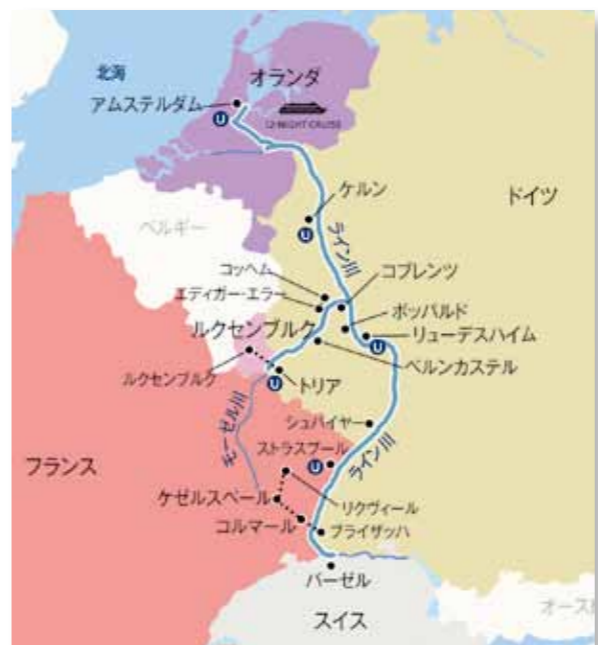 北海
オランダ
アムステルダム
12-NIGHT CRUISE
U
ケルン
U
ドイツ
ベルギー
ライン川
コッヘム
コブレンツ
エディガー・エラー
ボッパルド
ルクセンブルク
リューデスハイム
U
ベルンカステル
ルクセンブルク
トリア
U
モーゼル川
シュパイヤー
ストラスブール
U
ライン川
フランス
リクヴィール
ケゼルスベール
コルマール
ブライザッハ
バーゼル
スイス
オース